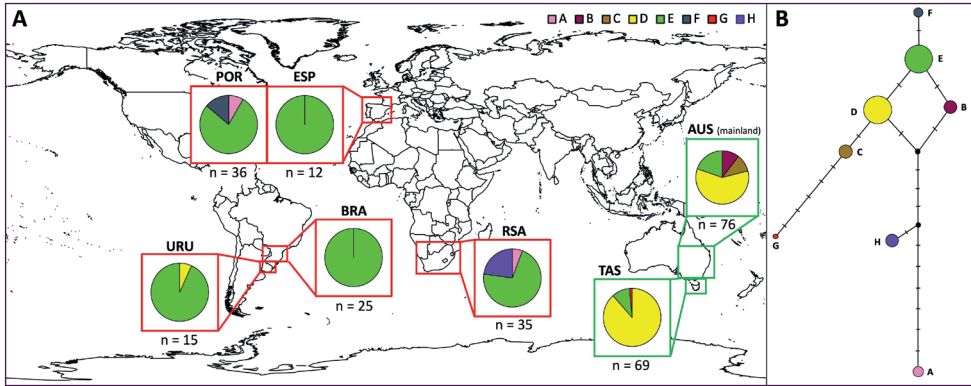 A
A B C D E F G H
POR ESP
n = 36 n = 12
AUS (mainland)
n = 76
BRA
n = 25
URU
n = 15
RSA
n = 35
TAS
n = 69
B
F
E
D
B
C
G
H
A